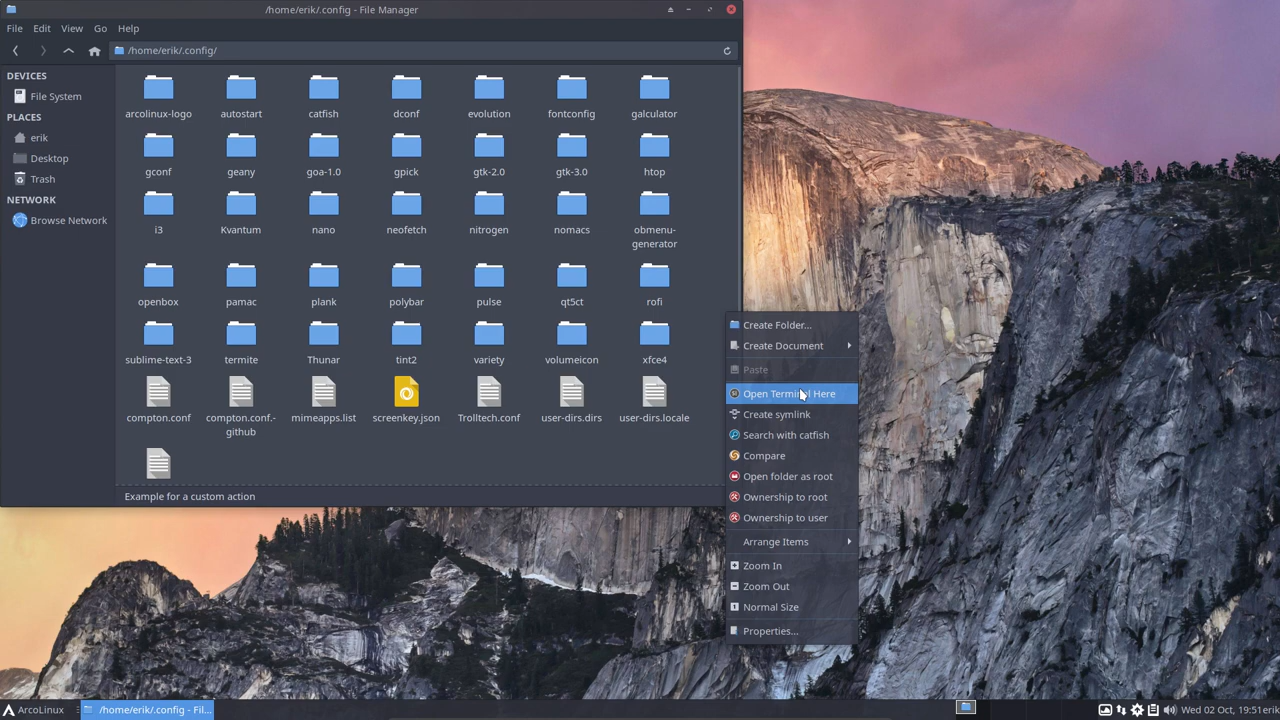 /home/erik/.config - File Manager
File Edit View Go Help
/home/erik/.config/
DEVICES
File System
PLACES
erik
Desktop
Trash
NETWORK
Browse Network
arcolinux-logo autostart catfish dconf evolution fontconfig galculator
gconf geany goa-1.0 gpick gtk-2.0 gtk-3.0 htop
i3 Kvantum nano neofetch nitrogen nomacs obmenu-
generator
openbox pamac plank polybar pulse qt5ct rofi
sublime-text-3 termite Thunar tint2 variety volumeicon xfce4
compton.conf compton.conf.- mimeapps.list screenkey.json Trolltech.conf user-dirs.dirs user-dirs.locale
github
Example for a custom action
Create Folder...
Create Document
Paste
Open Terminal Here
Create symlink
Search with catfish
Compare
Open folder as root
Ownership to root
Ownership to user
Arrange Items
Zoom In
Zoom Out
Normal Size
Properties...
ArcoLinux /home/erik/.config - Fil... Wed 02 Oct, 19:51 erik